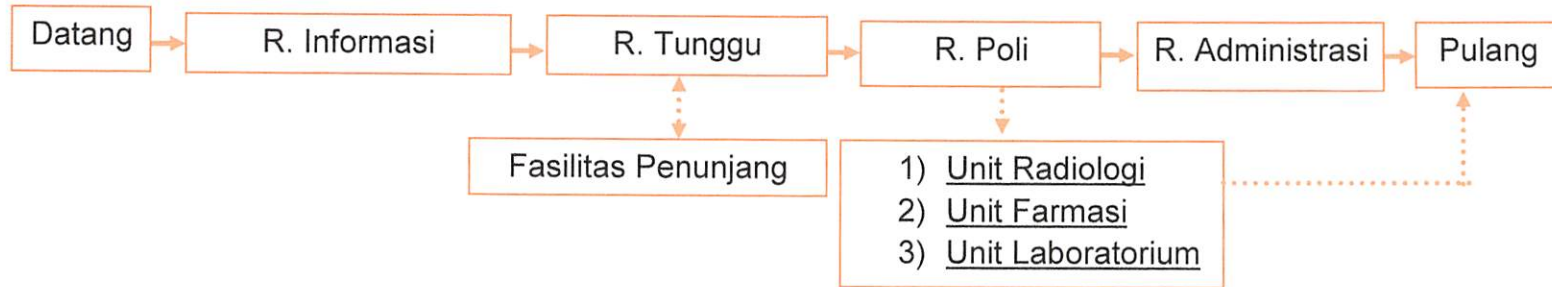 Datang
R. Informasi
R. Tunggu
R. Poli
R. Administrasi
Pulang
Fasilitas Penunjang
1) Unit Radiologi
2) Unit Farmasi
3) Unit Laboratorium